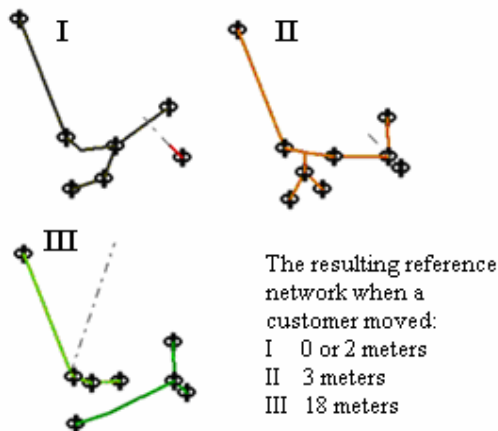 I
II
III
The resulting reference
network when a
customer moved:
I 0 or 2 meters
II 3 meters
III 18 meters